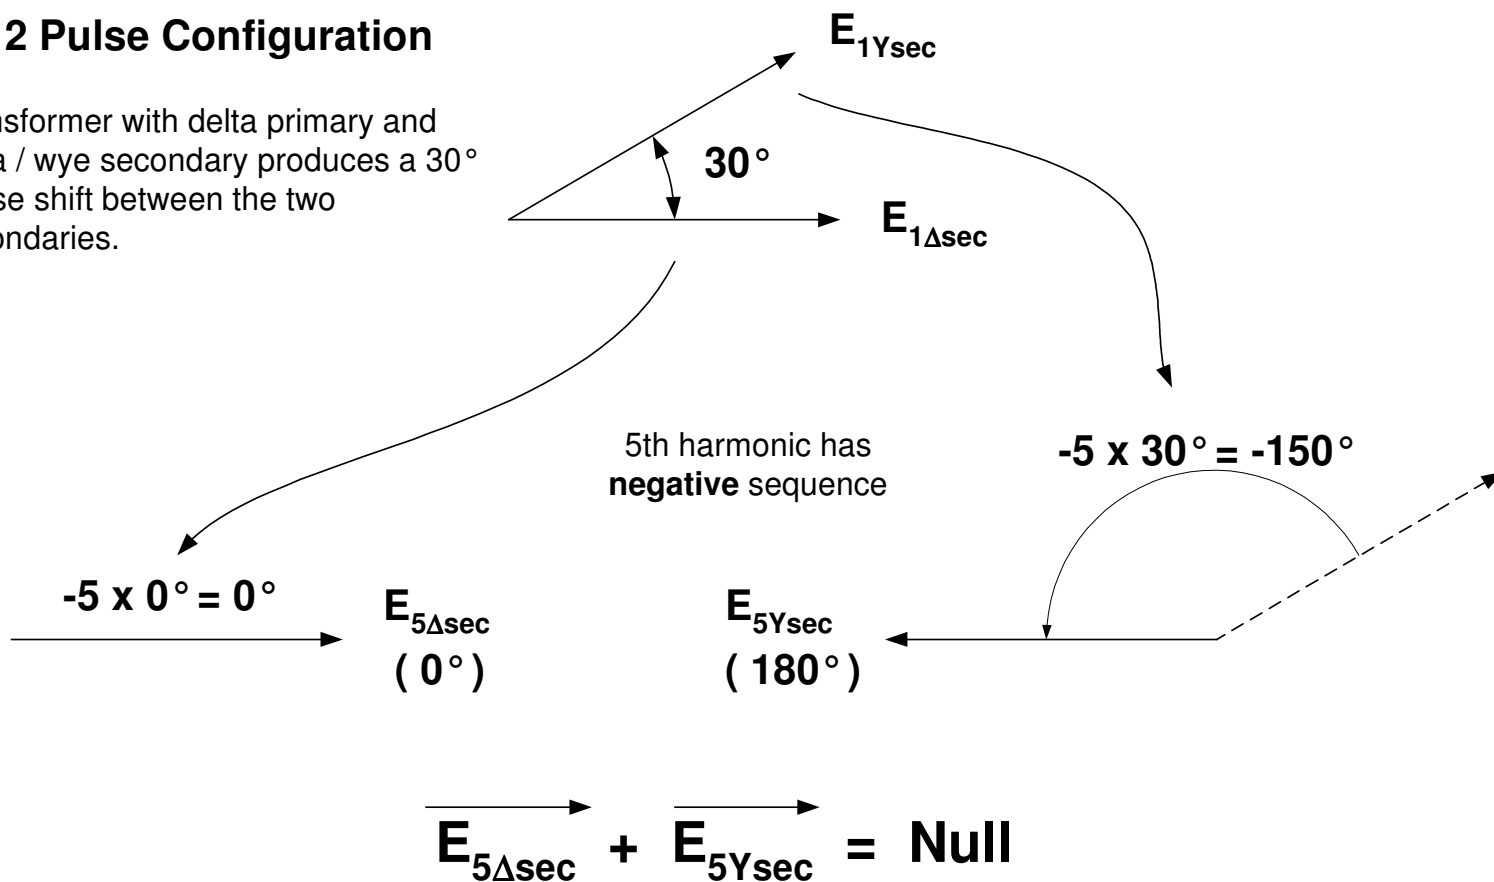 2 Pulse Configuration
nsformer with delta primary and
a / wye secondary produces a 30°
se shift between the two
ondaries.
E1Ysec
30°
E1Δsec
5th harmonic has
negative sequence
-5 x 30° = -150°
-5 x 0° = 0°
E5Δsec
( 0° )
E5Ysec
( 180° )
E5Δsec + E5Ysec = Null